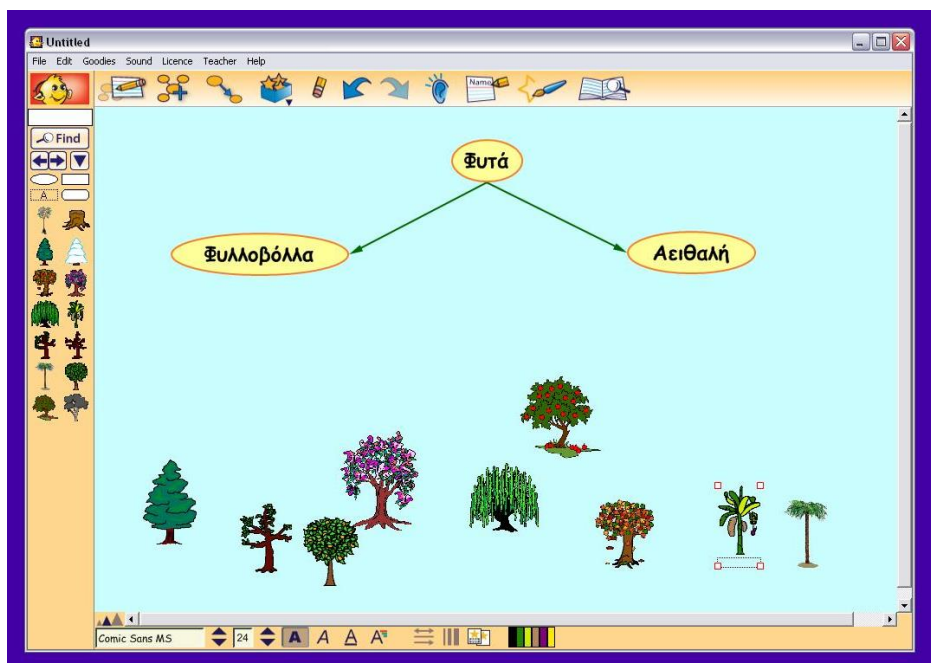 Untitled
File Edit Goodies Sound Licence Teacher Help
Name
Find
A
Φυτά
Φυλλοβόλλα
Αειθαλή
Comic Sans MS 24 A A A A